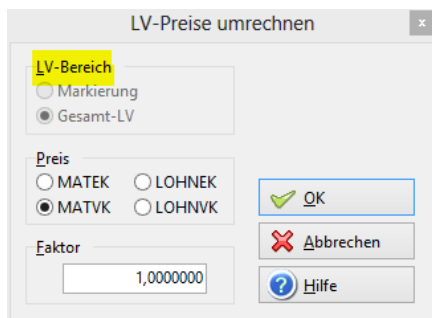 LV-Preise umrechnen
x
LV-Bereich
Markierung
Gesamt-LV
Preis
MATEK LOHNEK
MATVK LOHNVK
OK
Abbrechen
Faktor
1,0000000
Hilfe